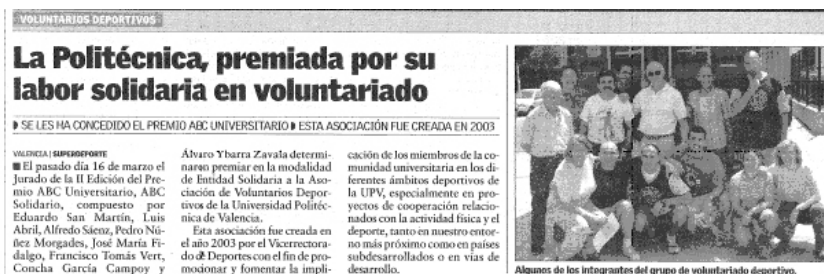 VOLUNTARIOS DEPORTIVOS
La Politécnica, premiada por su
labor solidaria en voluntariado
SE LES HA CONCEDIDO EL PREMIO ABC UNIVERSITARIO ESTA ASOCIACIÓN FUE CREADA EN 2003
VALENCIA | SUPERDEPORTE
El pasado día 16 de marzo el
Jurado de la II Edición del Pre-
mio ABC Universitario, ABC
Solidario, compuesto por
Eduardo San Martín, Luis
Abril, Alfredo Sáenz, Pedro Nú-
ñez Morgades, José María Fi-
dalgo, Francisco Tomás Vert,
Concha García Campoy y
Álvaro Ybarra Zavala determi-
naron premiar en la modalidad
de Entidad Solidaria a la Aso-
ciación de Voluntarios Depor-
tivos de la Universidad Politéc-
nica de Valencia.
Esta asociación fue creada en
el año 2003 por el Vicerrectora-
do de Deportes con el fin de pro-
mocionar y fomentar la impli-
cación de los miembros de la co-
munidad universitaria en los di-
ferentes ámbitos deportivos de
la UPV, especialmente en pro-
yectos de cooperación relacio-
nados con la actividad física y el
deporte, tanto en nuestro entor-
no más próximo como en países
subdesarrollados o en vías de
desarrollo.
Algunos de los integrantes del grupo de voluntariado deportivo.